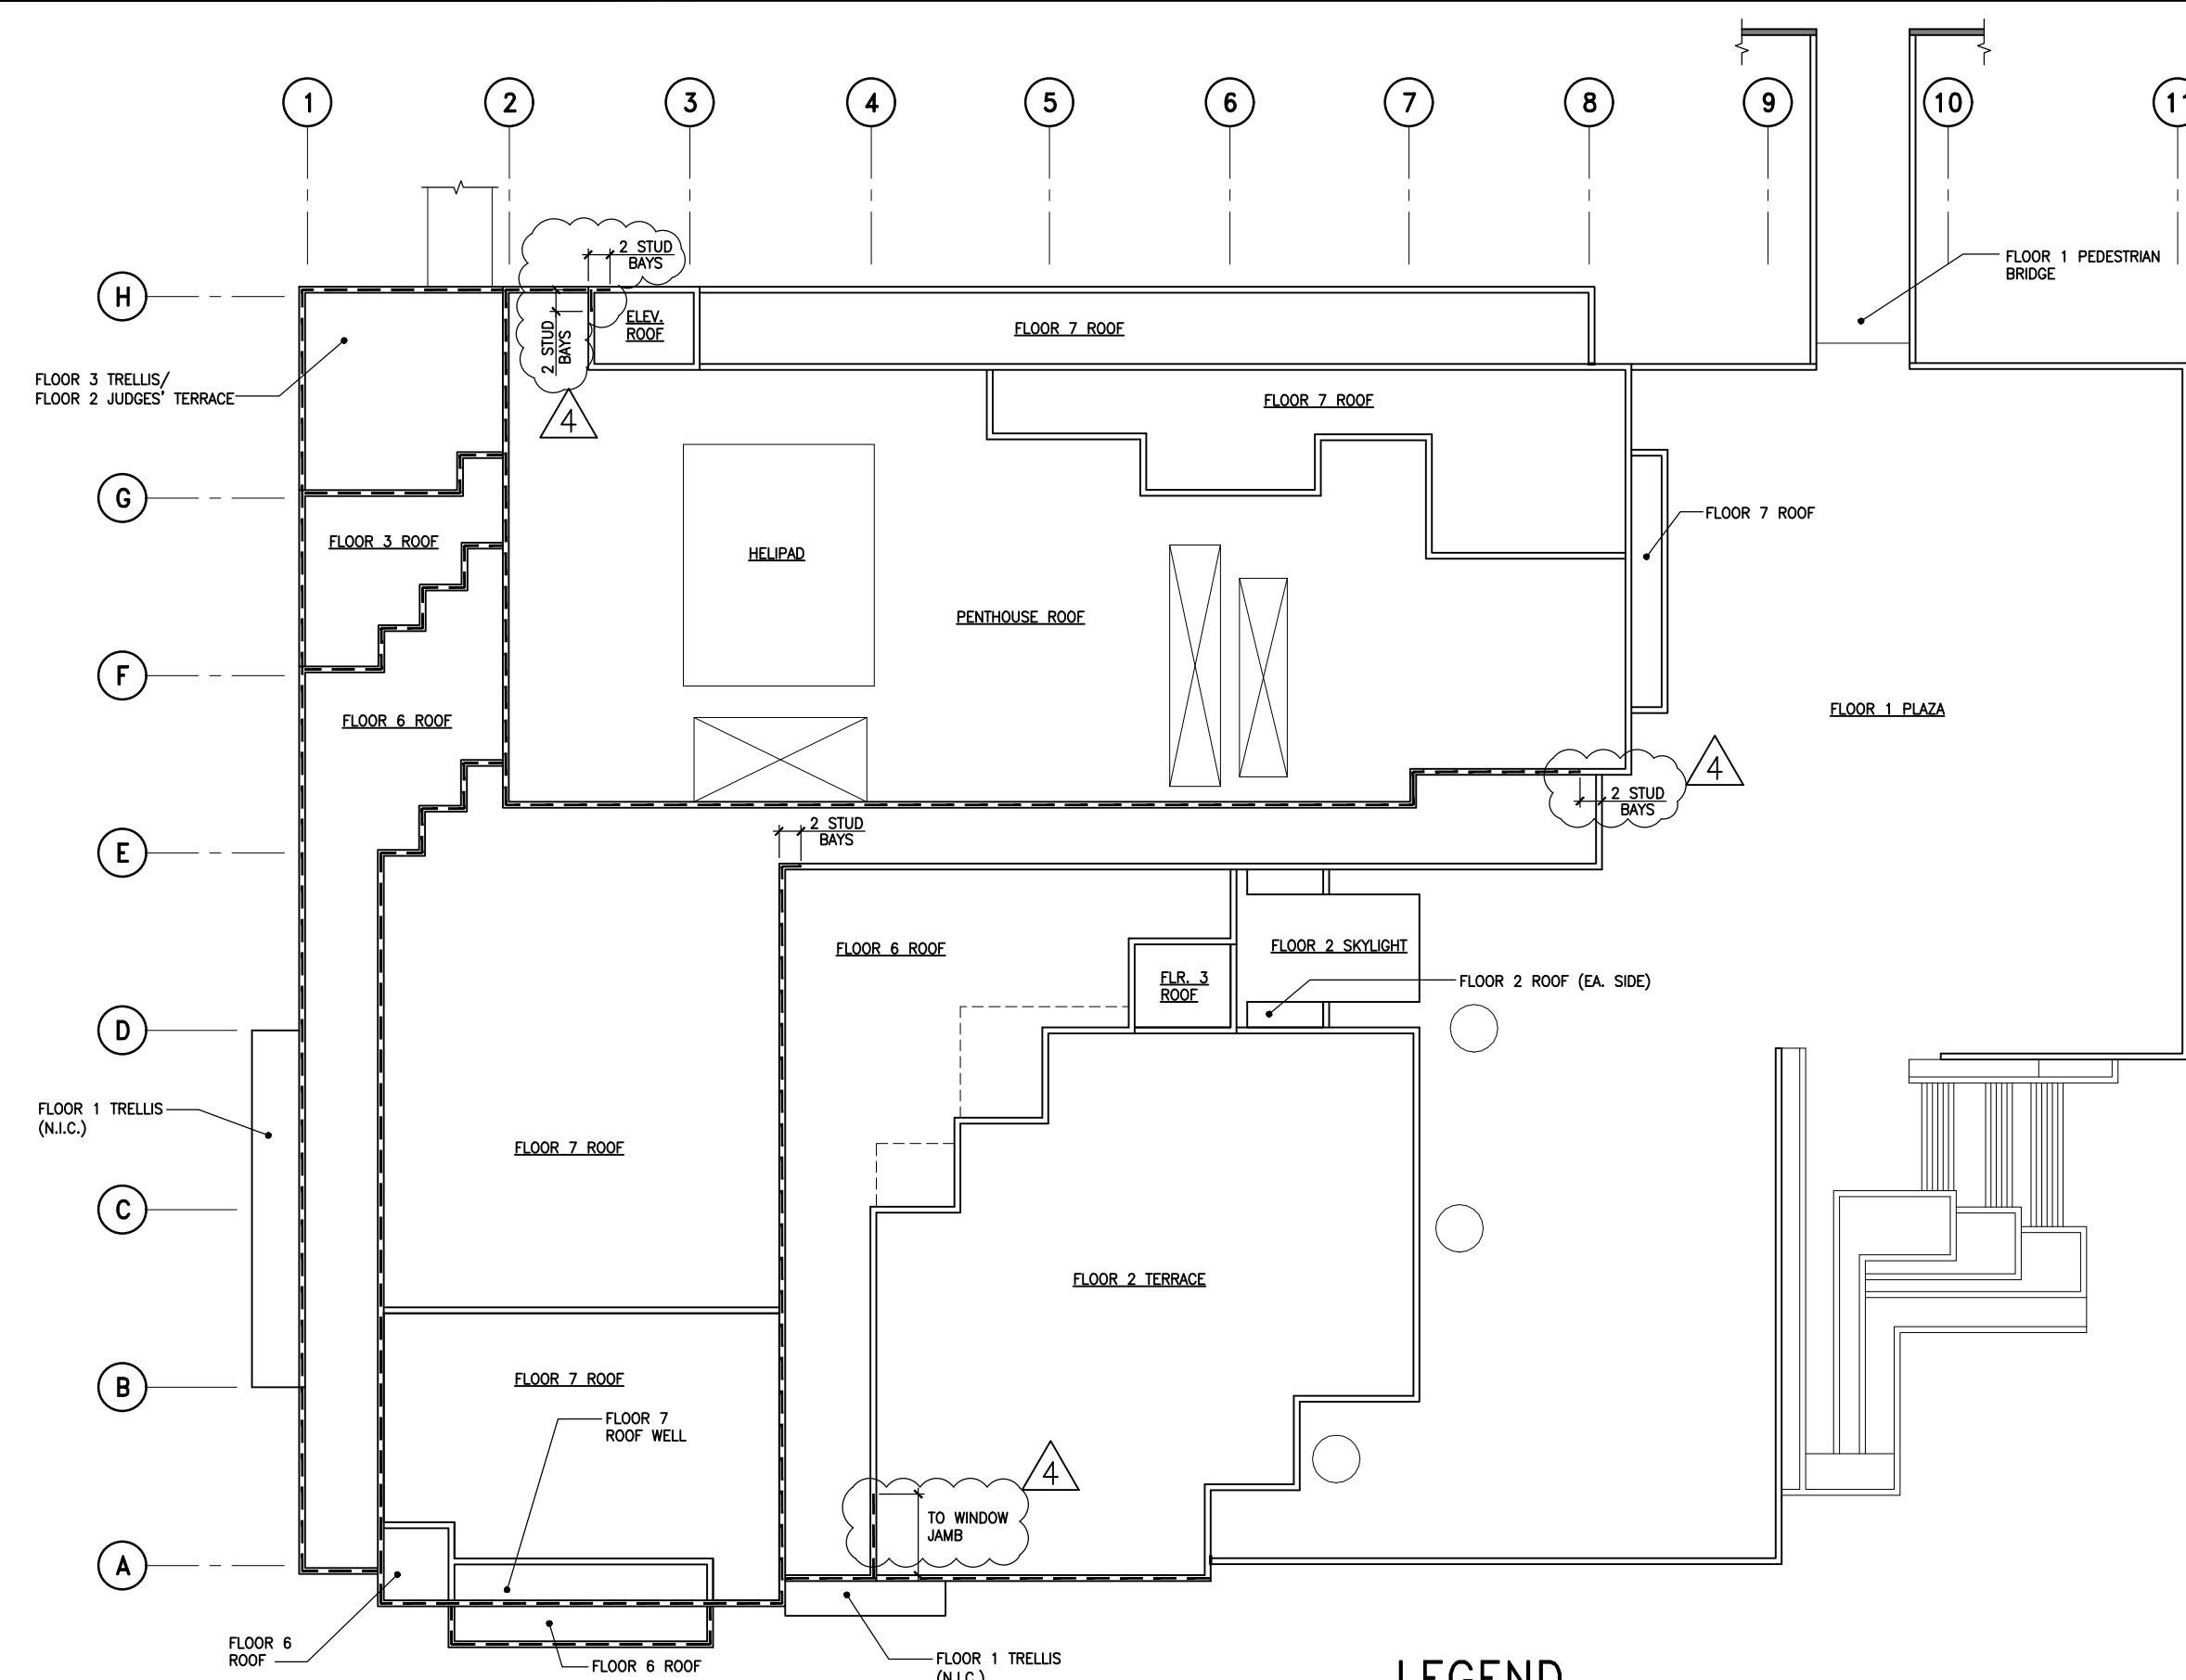 1 2 3 4 5 6 7 8 9 10 11
FLOOR 1 PEDESTRIAN
BRIDGE
2 STUD
BAYS
H
ELEV.
ROOF
FLOOR 7 ROOF
2 STUD
BAYS
FLOOR 3 TRELLIS/
FLOOR 2 JUDGES' TERRACE
4
FLOOR 7 ROOF
G
FLOOR 7 ROOF
FLOOR 3 ROOF
HELIPAD
PENTHOUSE ROOF
F
FLOOR 6 ROOF
FLOOR 1 PLAZA
4
2 STUD
BAYS
2 STUD
BAYS
E
FLOOR 6 ROOF
FLOOR 2 SKYLIGHT
FLR. 3
ROOF
FLOOR 2 ROOF (EA. SIDE)
D
FLOOR 1 TRELLIS
(N.I.C.)
FLOOR 7 ROOF
C
FLOOR 2 TERRACE
B
FLOOR 7 ROOF
FLOOR 7
ROOF WELL
4
TO WINDOW
JAMB
A
FLOOR 6
ROOF
FLOOR 6 ROOF
FLOOR 1 TRELLIS
(N.I.C.)
LEGEND